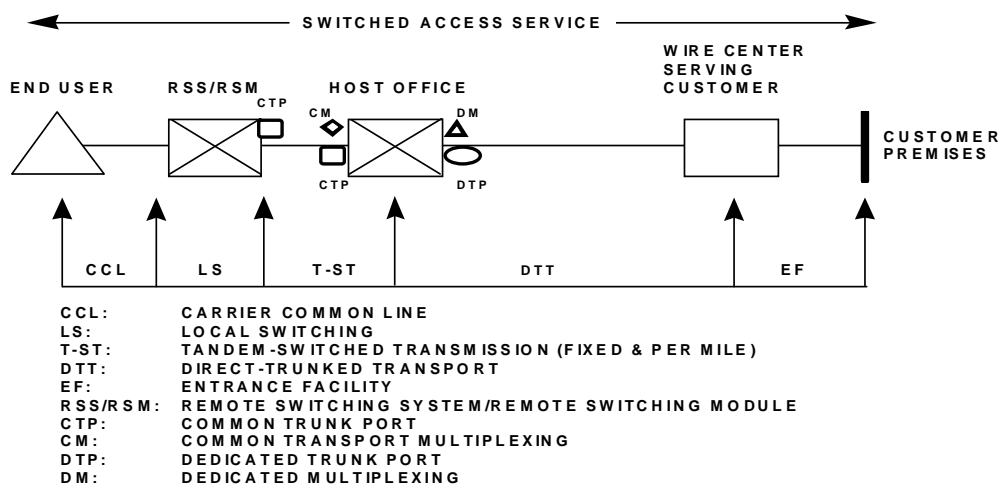 SWITCHED ACCESS SERVICE
WIRE CENTER
SERVING
CUSTOMER
END USER
RSS/RSM
HOST OFFICE
CTP
CM
DM
CUSTOMER
PREMISES
CTP
DTP
CCL
LS
T-ST
DTT
EF
CCL: CARRIER COMMON LINE
LS: LOCAL SWITCHING
T-ST: TANDEM-SWITCHED TRANSMISSION (FIXED & PER MILE)
DTT: DIRECT-TRUNKED TRANSPORT
EF: ENTRANCE FACILITY
RSS/RSM: REMOTE SWITCHING SYSTEM/REMOTE SWITCHING MODULE
CTP: COMMON TRUNK PORT
CM: COMMON TRANSPORT MULTIPLEXING
DTP: DEDICATED TRUNK PORT
DM: DEDICATED MULTIPLEXING